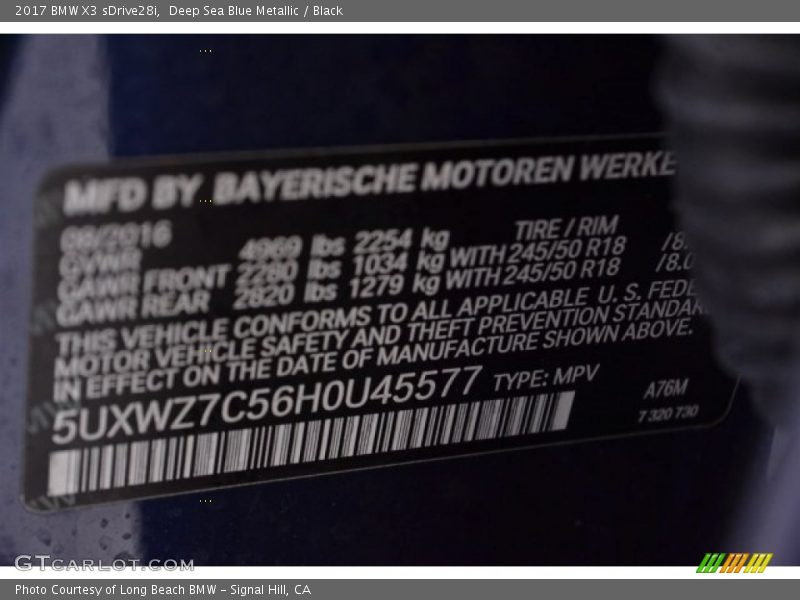 2017 BMW X3 sDrive28i, Deep Sea Blue Metallic / Black
MFD BY BAYERISCHE MOTOREN WERKE
08/2016
GVWR 4969 lbs 2254 kg TIRE / RIM
GAWR FRONT 2280 lbs 1034 kg WITH 245/50 R18 /8.
GAWR REAR 2820 lbs 1279 kg WITH 245/50 R18 /8.0
THIS VEHICLE CONFORMS TO ALL APPLICABLE U. S. FEDE
MOTOR VEHICLE SAFETY AND THEFT PREVENTION STANDAR
IN EFFECT ON THE DATE OF MANUFACTURE SHOWN ABOVE.
5UXWZ7C56H0U45577 TYPE: MPV
A76M
7 320 730
GTCARLOT.COM
Photo Courtesy of Long Beach BMW - Signal Hill, CA